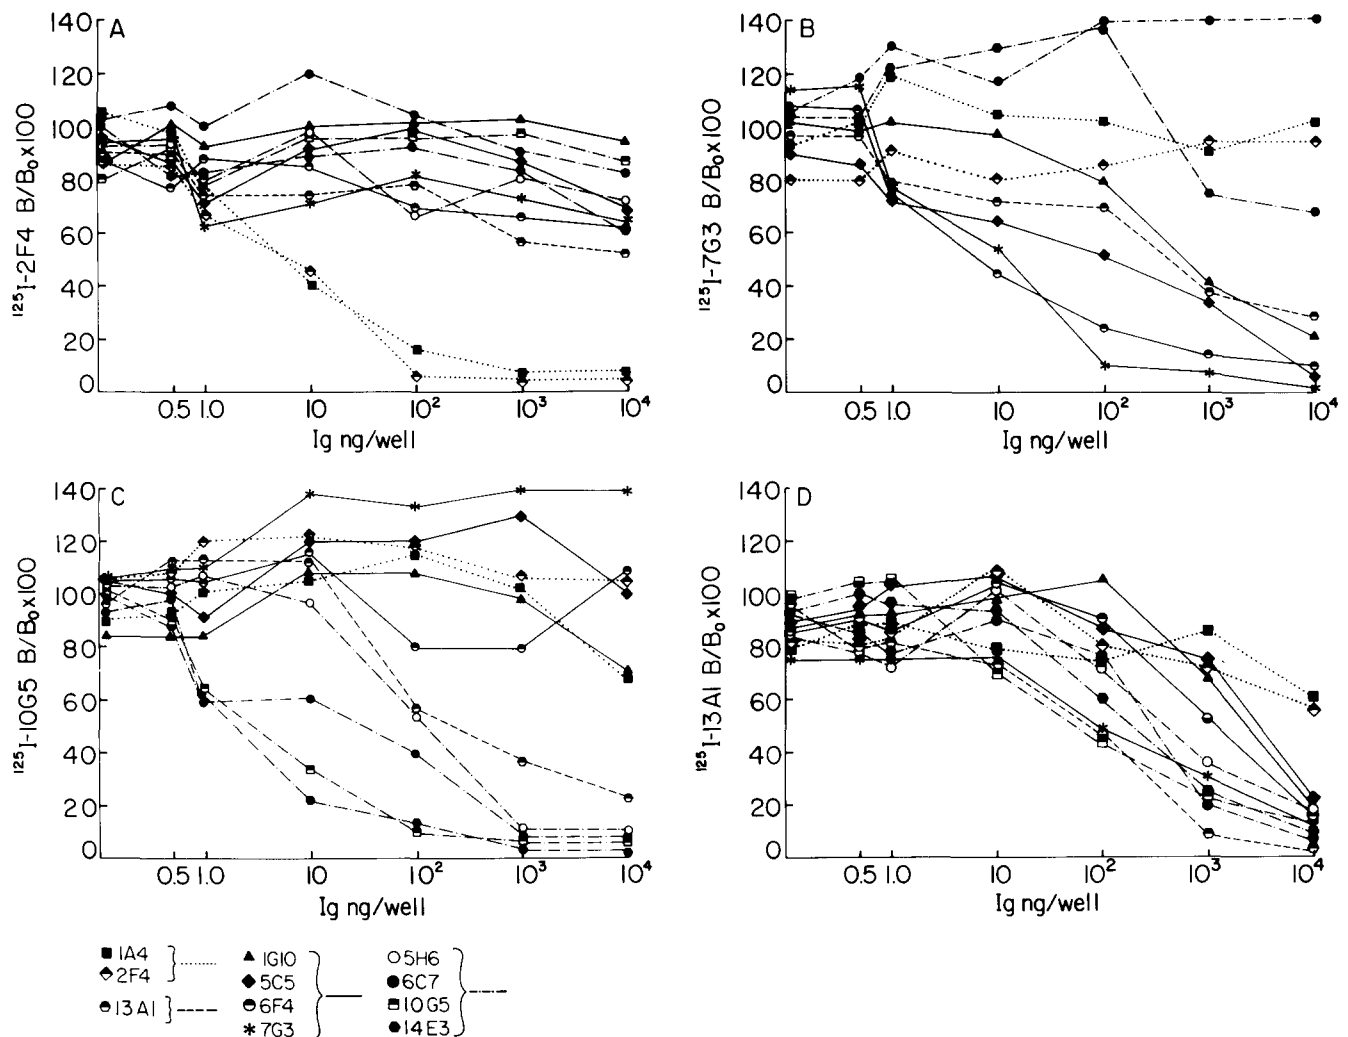 A
140
120
100
80
60
40
20
0
¹²⁵I-2F4 B/B₀x100
0.5 1.0 10 10² 10³ 10⁴
Ig ng/well
B
140
120
100
80
60
40
20
0
¹²⁵I-7G3 B/B₀x100
0.5 1.0 10 10² 10³ 10⁴
Ig ng/well
C
140
120
100
80
60
40
20
0
¹²⁵I-10G5 B/B₀x100
0.5 1.0 10 10² 10³ 10⁴
Ig ng/well
D
140
120
100
80
60
40
20
0
¹²⁵I-13A1 B/B₀x100
0.5 1.0 10 10² 10³ 10⁴
Ig ng/well
1A4
2F4
13A1
1G10
5C5
6F4
7G3
5H6
6C7
10G5
14E3